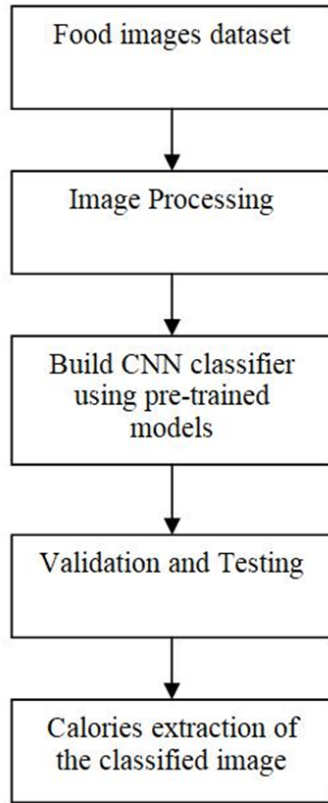 Food images dataset
Image Processing
Build CNN classifier
using pre-trained
models
Validation and Testing
Calories extraction of
the classified image